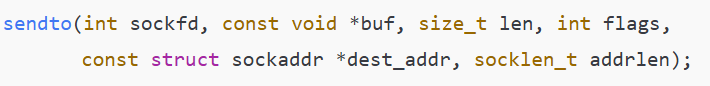 sendto(int sockfd, const void *buf, size_t len, int flags,
const struct sockaddr *dest_addr, socklen_t addrlen);